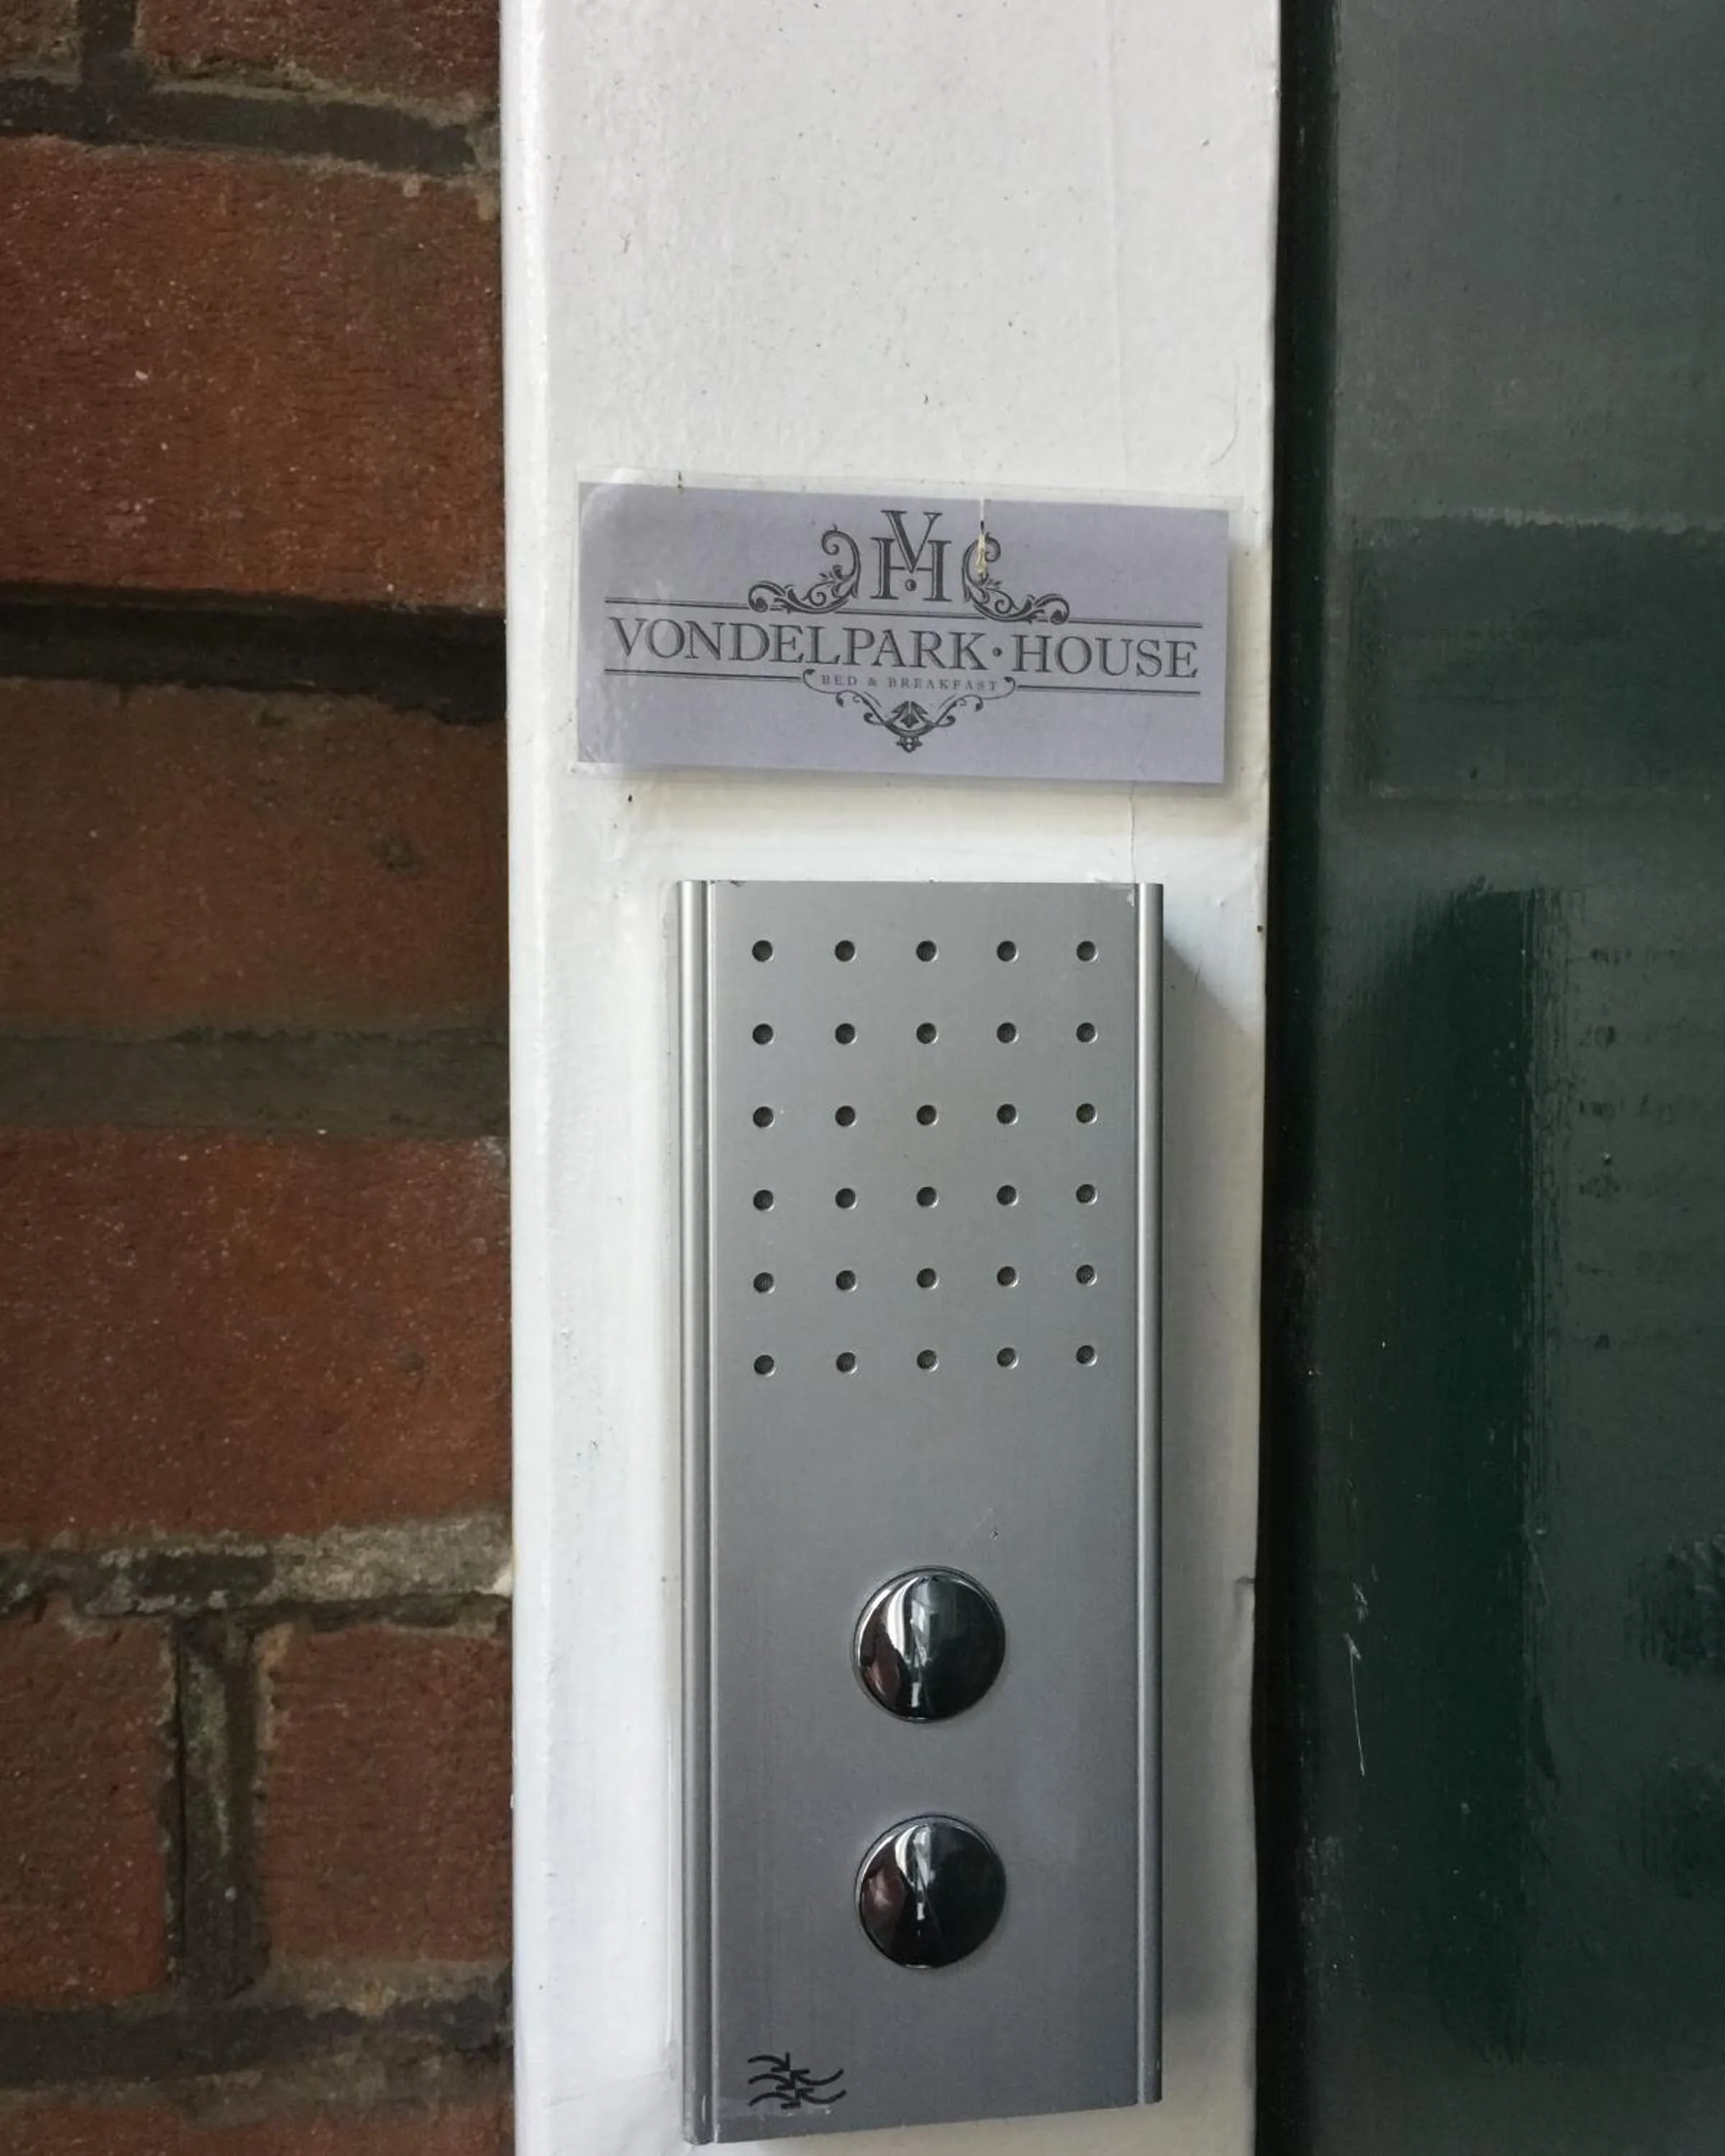 VH
VONDELPARK · HOUSE
BED & BREAKFAST